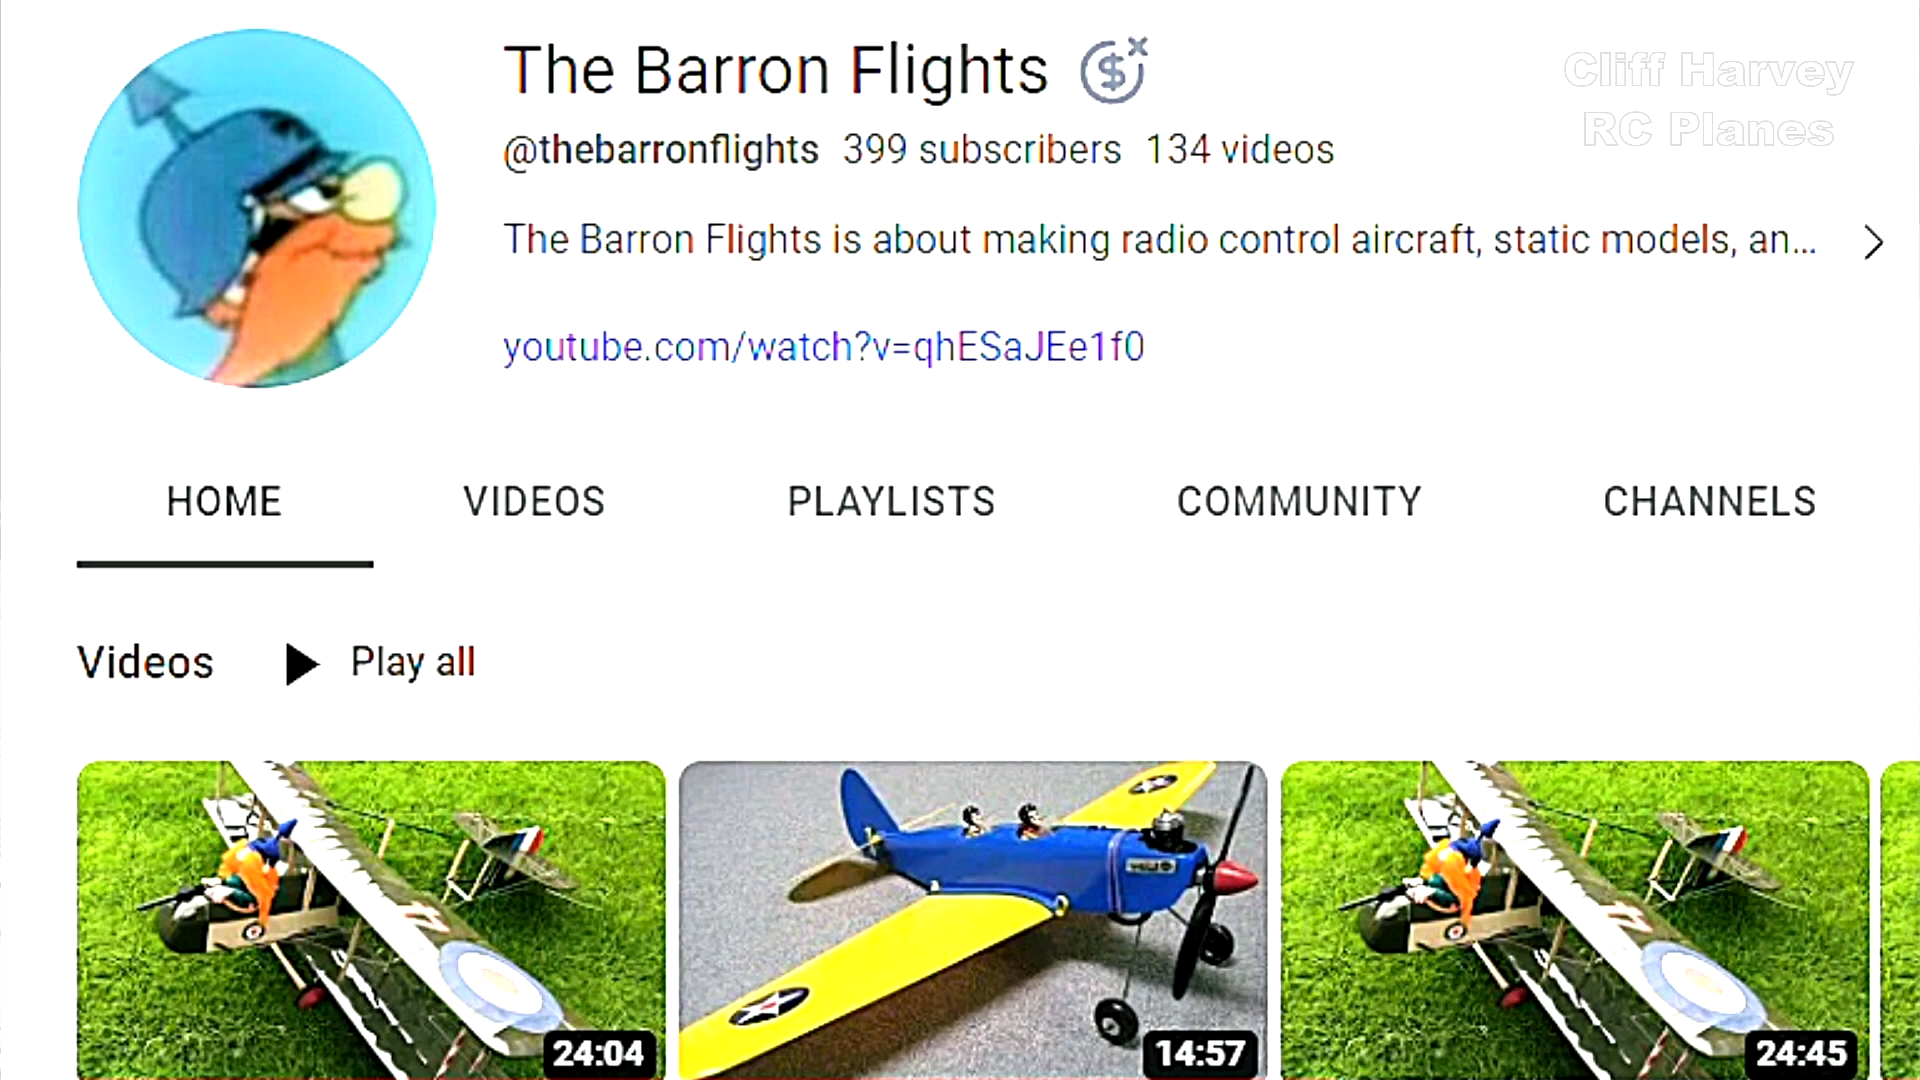 The Barron Flights
Cliff Harvey
RC Planes
@thebarronflights 399 subscribers 134 videos
The Barron Flights is about making radio control aircraft, static models, an...
youtube.com/watch?v=qhESaJEe1f0
HOME VIDEOS PLAYLISTS COMMUNITY CHANNELS
Videos Play all
24:04
14:57
24:45